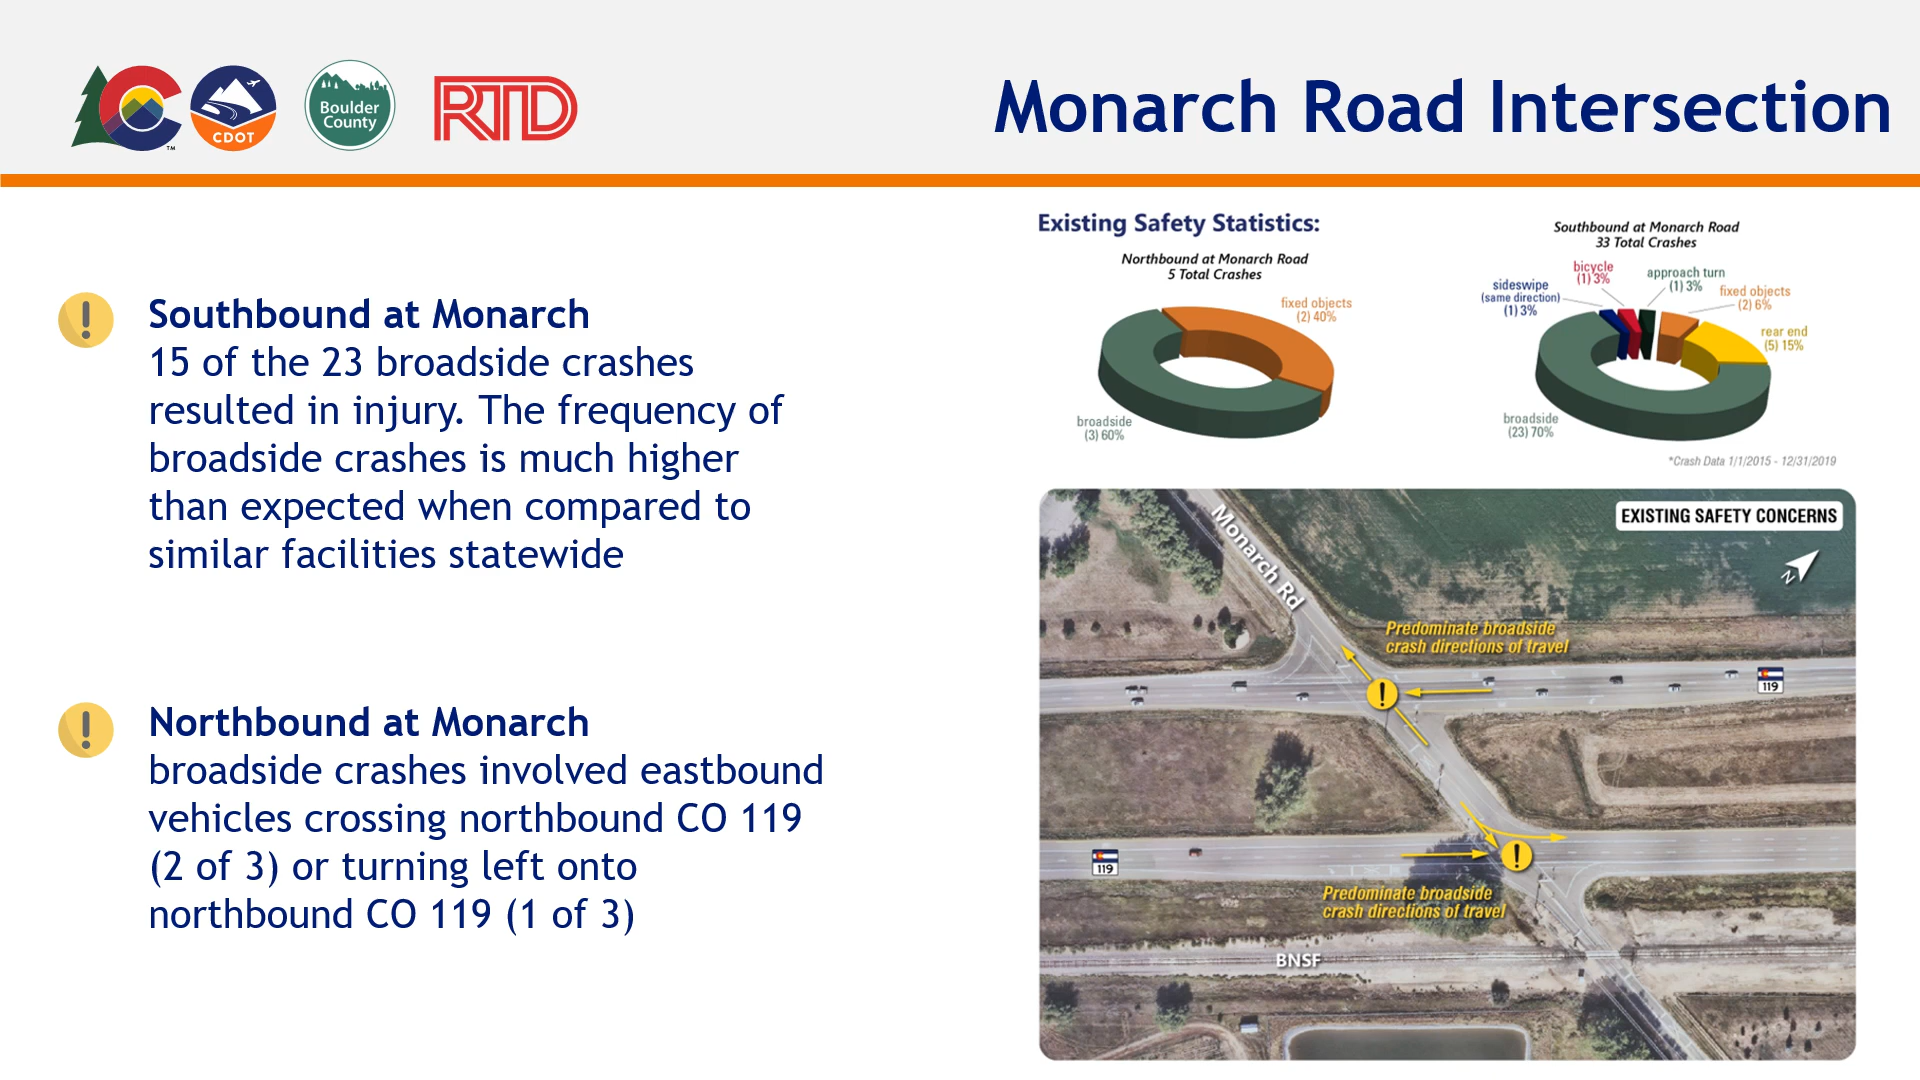 CDOT
TM
Boulder
County
RTD
Monarch Road Intersection
Southbound at Monarch
15 of the 23 broadside crashes
resulted in injury. The frequency of
broadside crashes is much higher
than expected when compared to
similar facilities statewide
Northbound at Monarch
broadside crashes involved eastbound
vehicles crossing northbound CO 119
(2 of 3) or turning left onto
northbound CO 119 (1 of 3)
Existing Safety Statistics:
Northbound at Monarch Road
5 Total Crashes
fixed objects
(2) 40%
broadside
(3) 60%
Southbound at Monarch Road
33 Total Crashes
sideswipe
(same direction)
(1) 3%
bicycle
(1) 3%
approach turn
(1) 3%
fixed objects
(2) 6%
rear end
(5) 15%
broadside
(23) 70%
*Crash Data 1/1/2015 - 12/31/2019
EXISTING SAFETY CONCERNS
N
Monarch Rd
Predominate broadside
crash directions of travel
119
119
Predominate broadside
crash directions of travel
BNSF